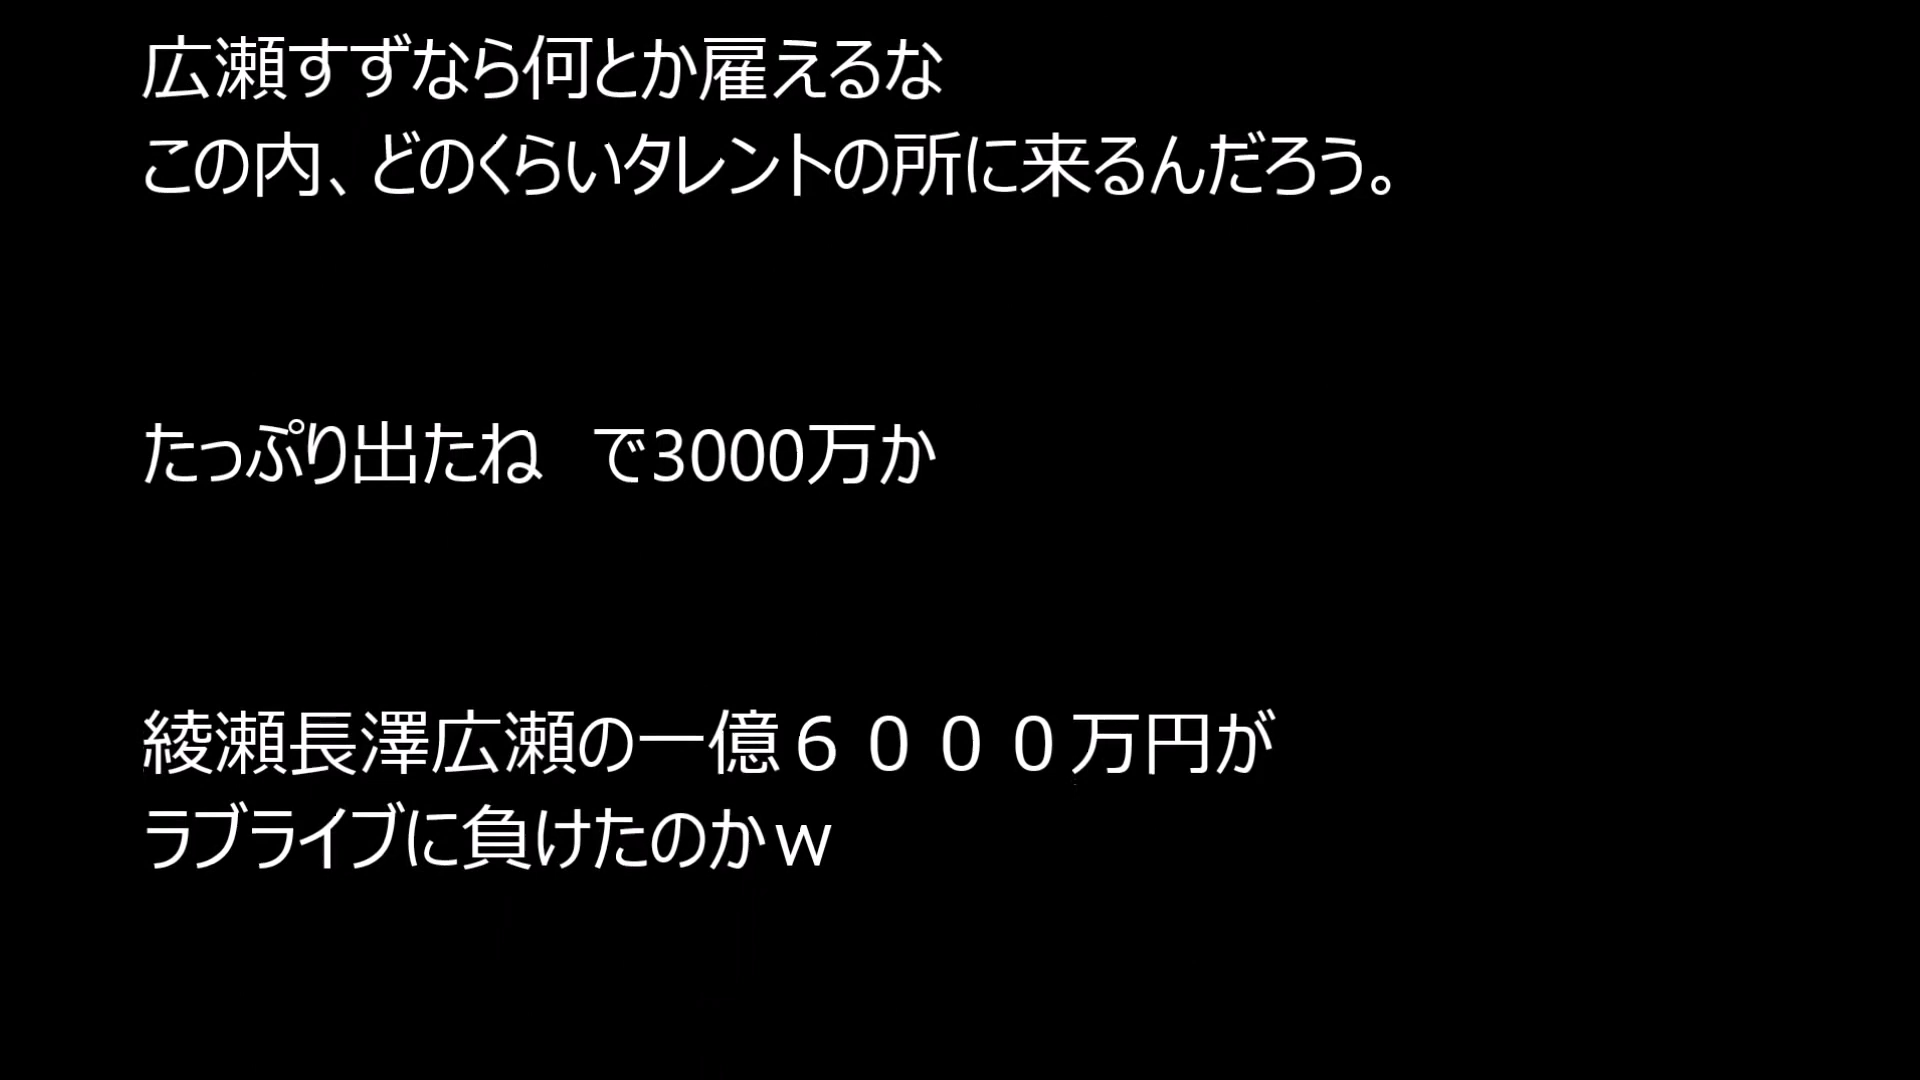 広瀬すずなら何とか雇えるな
この内、どのくらいタレントの所に来るんだろう。
たっぷり出たね　で3000万か
綾瀬長澤広瀬の一億６０００万円が
ラブライブに負けたのかｗ